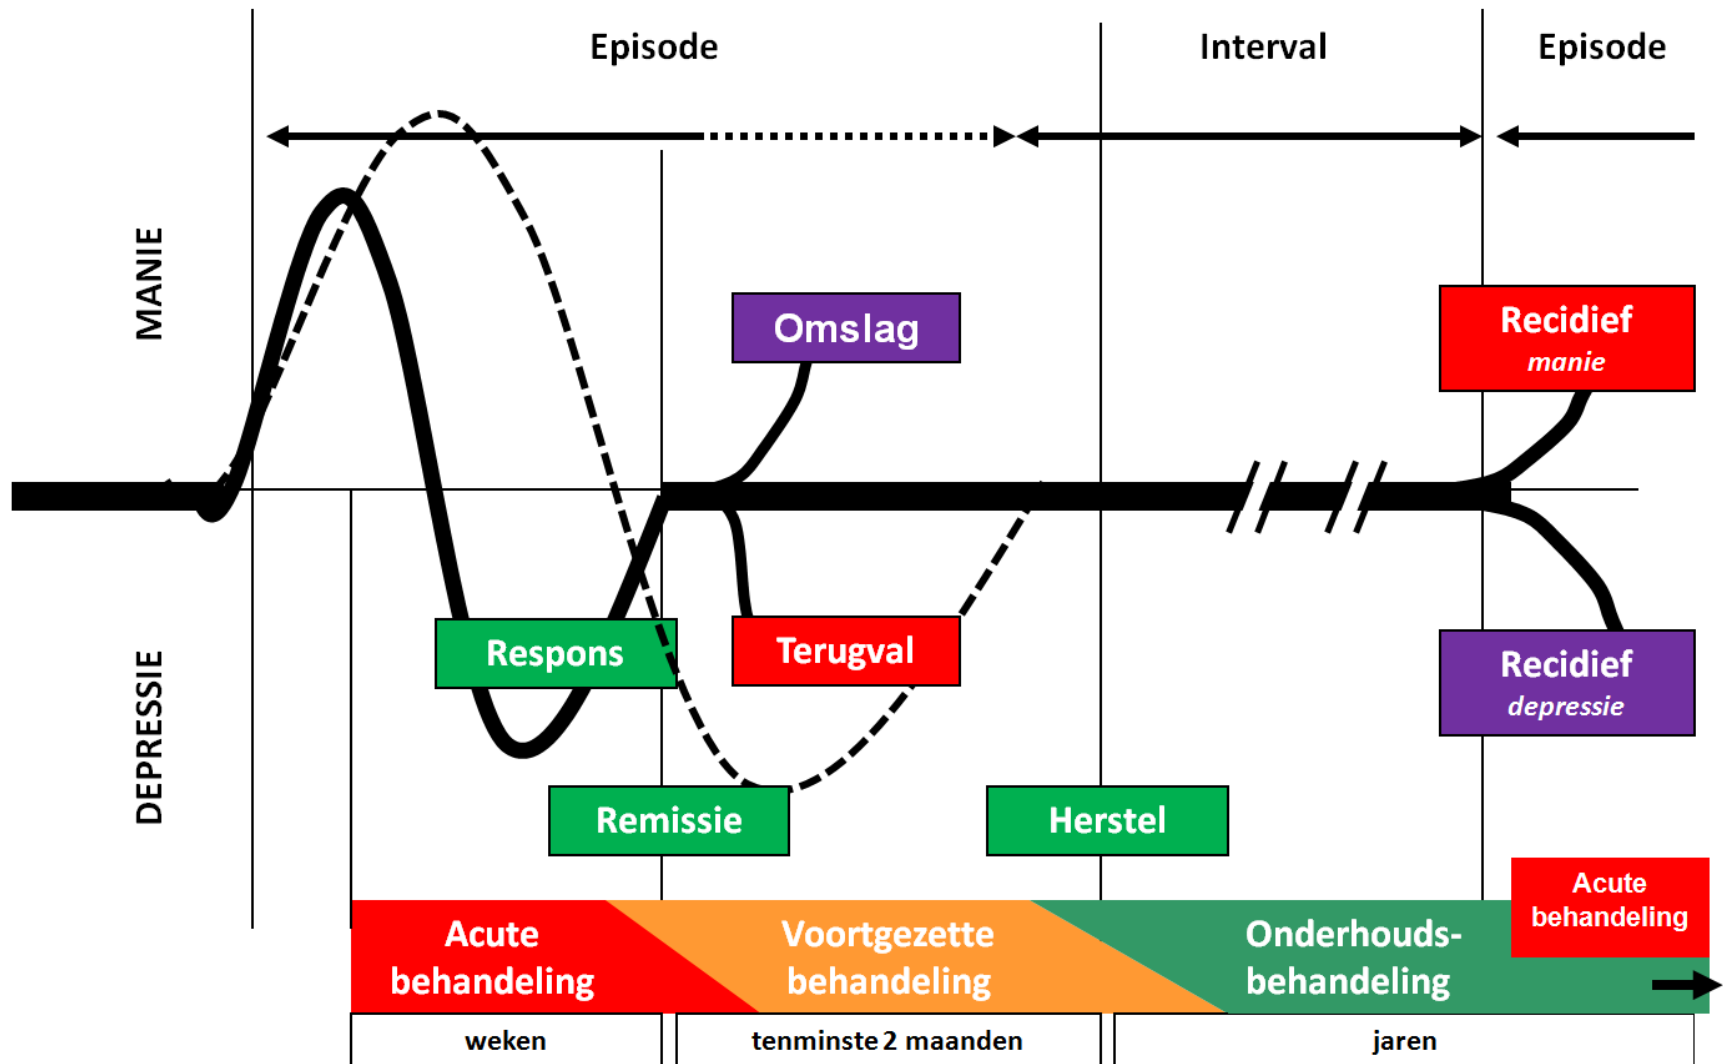 Episode
Interval
Episode
MANIE
DEPRESSIE
Omslag
Recidief
manie
Respons
Terugval
Recidief
depressie
Remissie
Herstel
Acute
behandeling
Voortgezette
behandeling
Onderhouds-
behandeling
Acute
behandeling
weken
tenminste 2 maanden
jaren